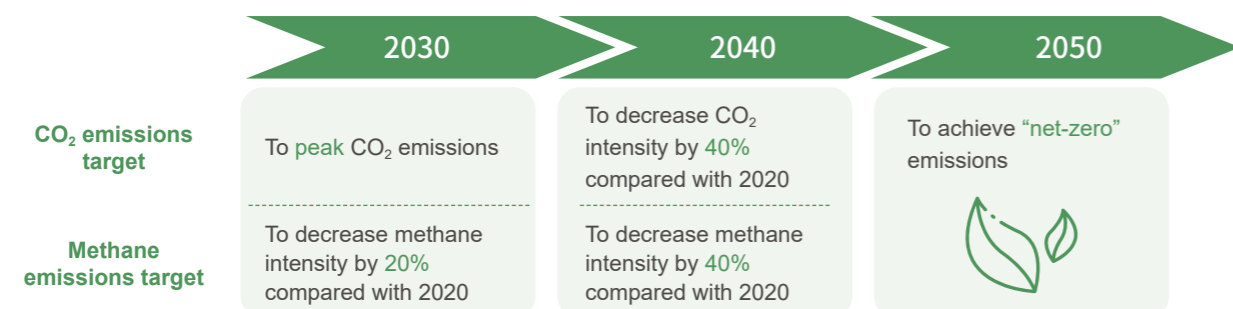 2030
2040
2050
CO₂ emissions
target
To peak CO₂ emissions
To decrease CO₂
intensity by 40%
compared with 2020
To achieve “net-zero”
emissions
Methane
emissions target
To decrease methane
intensity by 20%
compared with 2020
To decrease methane
intensity by 40%
compared with 2020